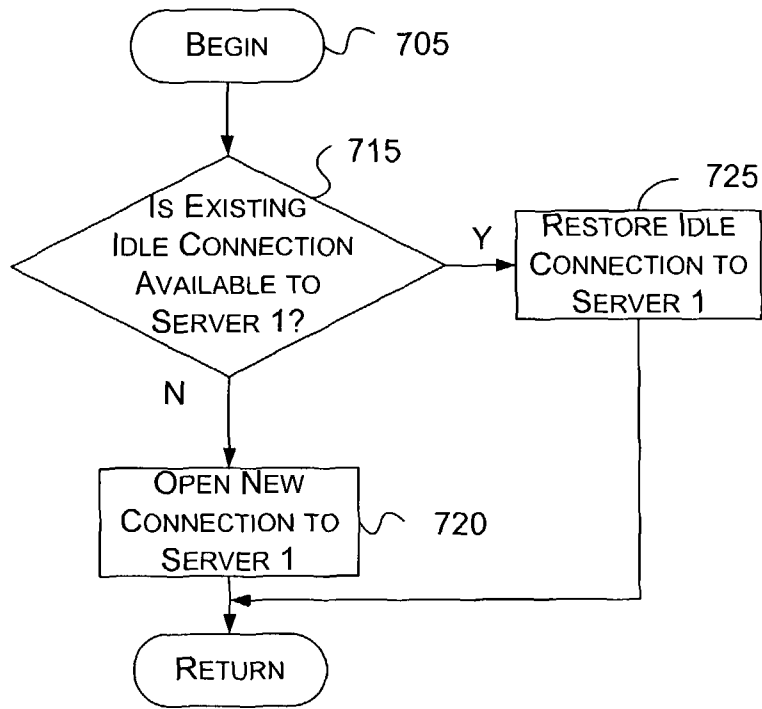 BEGIN
705
715
IS EXISTING
IDLE CONNECTION
AVAILABLE TO
SERVER 1?
Y
725
RESTORE IDLE
CONNECTION TO
SERVER 1
N
OPEN NEW
CONNECTION TO
SERVER 1
720
RETURN